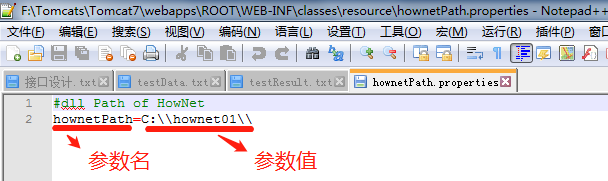 F:\Tomcats\Tomcat7\webapps\ROOT\WEB-INF\classes\resource\hownetPath.properties - Notepad++
文件(F) 编辑(E) 搜索(S) 视图(V) 编码(N) 语言(L) 设置(T) 工具(O) 宏(M) 运行(R) 插件(P) 窗口
接口设计.txt testData.txt testResult.txt hownetPath.properties
1 #dll Path of HowNet
2 hownetPath=C:\\hownet01\\
参数名 参数值